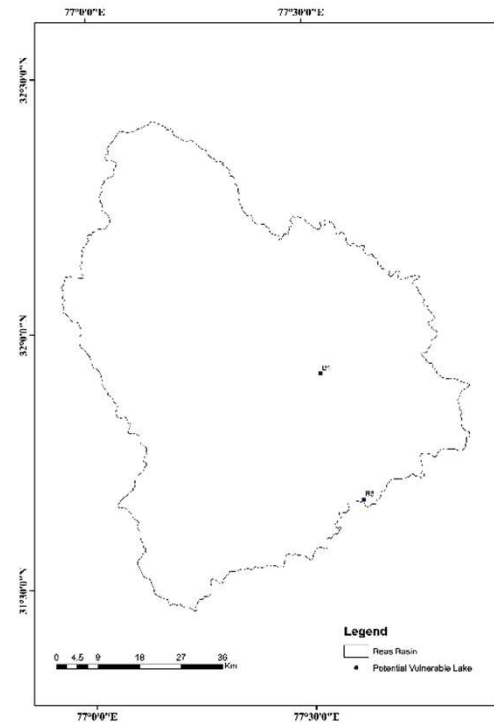 77°0'0"E 77°30'0"E
32°30'0"N
32°0'0"N
31°30'0"N
Legend
Beas Basin
Potential Vulnerable Lake
0 4.5 9 18 27 36
Km
77°0'0"E 77°30'0"E